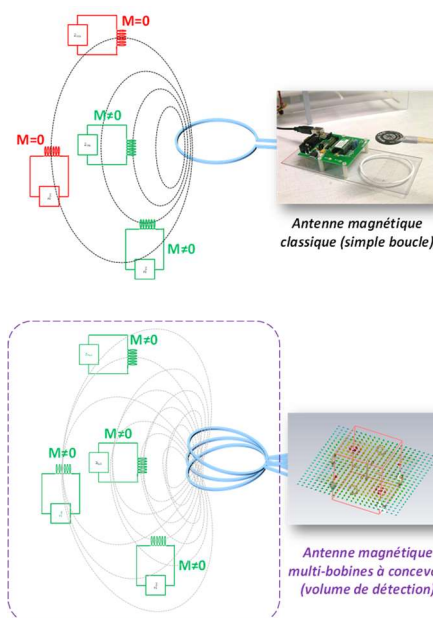 M=0
M≠0
M=0
M≠0
Antenne magnétique
classique (simple boucle)
M≠0
M≠0
M≠0
M≠0
Antenne magnétique
multi-bobines à
(volume de détection)